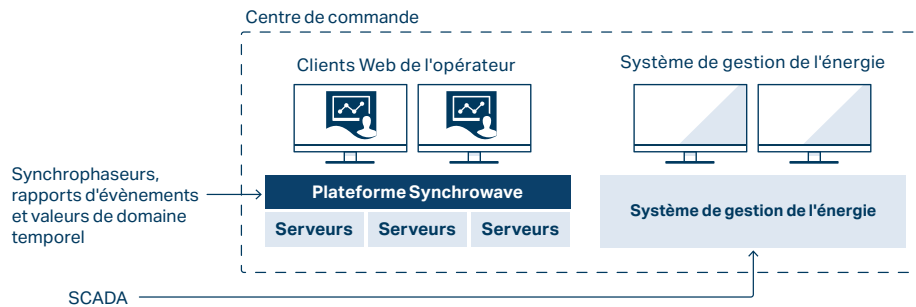 Centre de commande
Clients Web de l'opérateur
Système de gestion de l'énergie
Synchrophaseurs,
rapports d'évènements
et valeurs de domaine
temporel
Plateforme Synchrowave
Serveurs Serveurs Serveurs
Système de gestion de l'énergie
SCADA